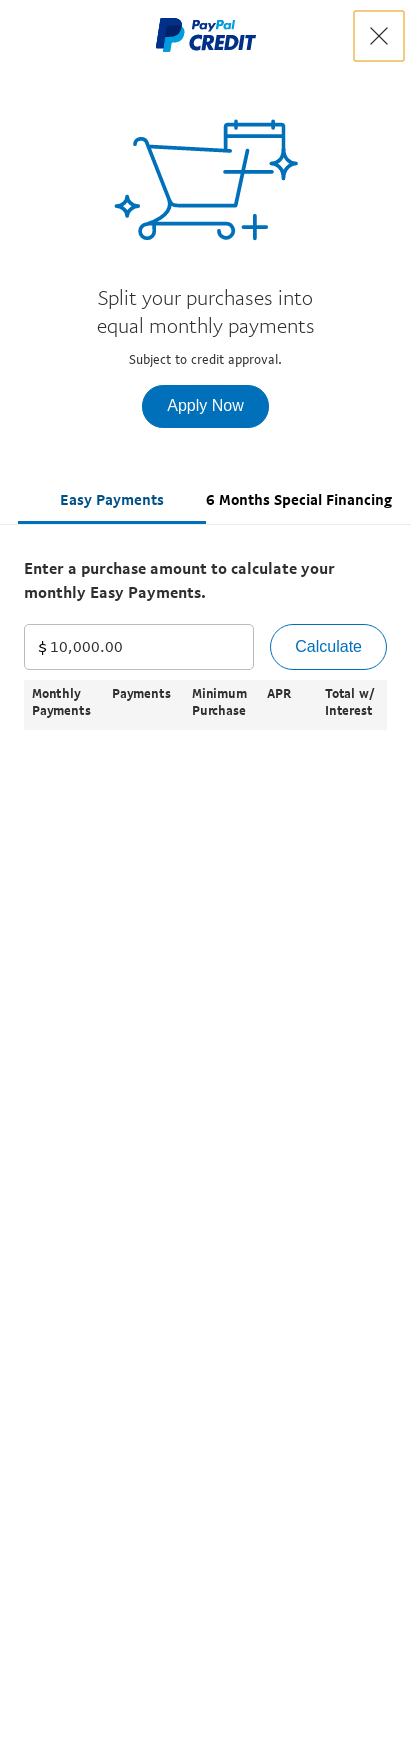 PayPal
CREDIT
Split your purchases into
equal monthly payments
Subject to credit approval.
Apply Now
Easy Payments
6 Months Special Financing
Enter a purchase amount to calculate your
monthly Easy Payments.
$ 10,000.00
Calculate
Monthly Payments Minimum APR Total w/
Payments Purchase Interest